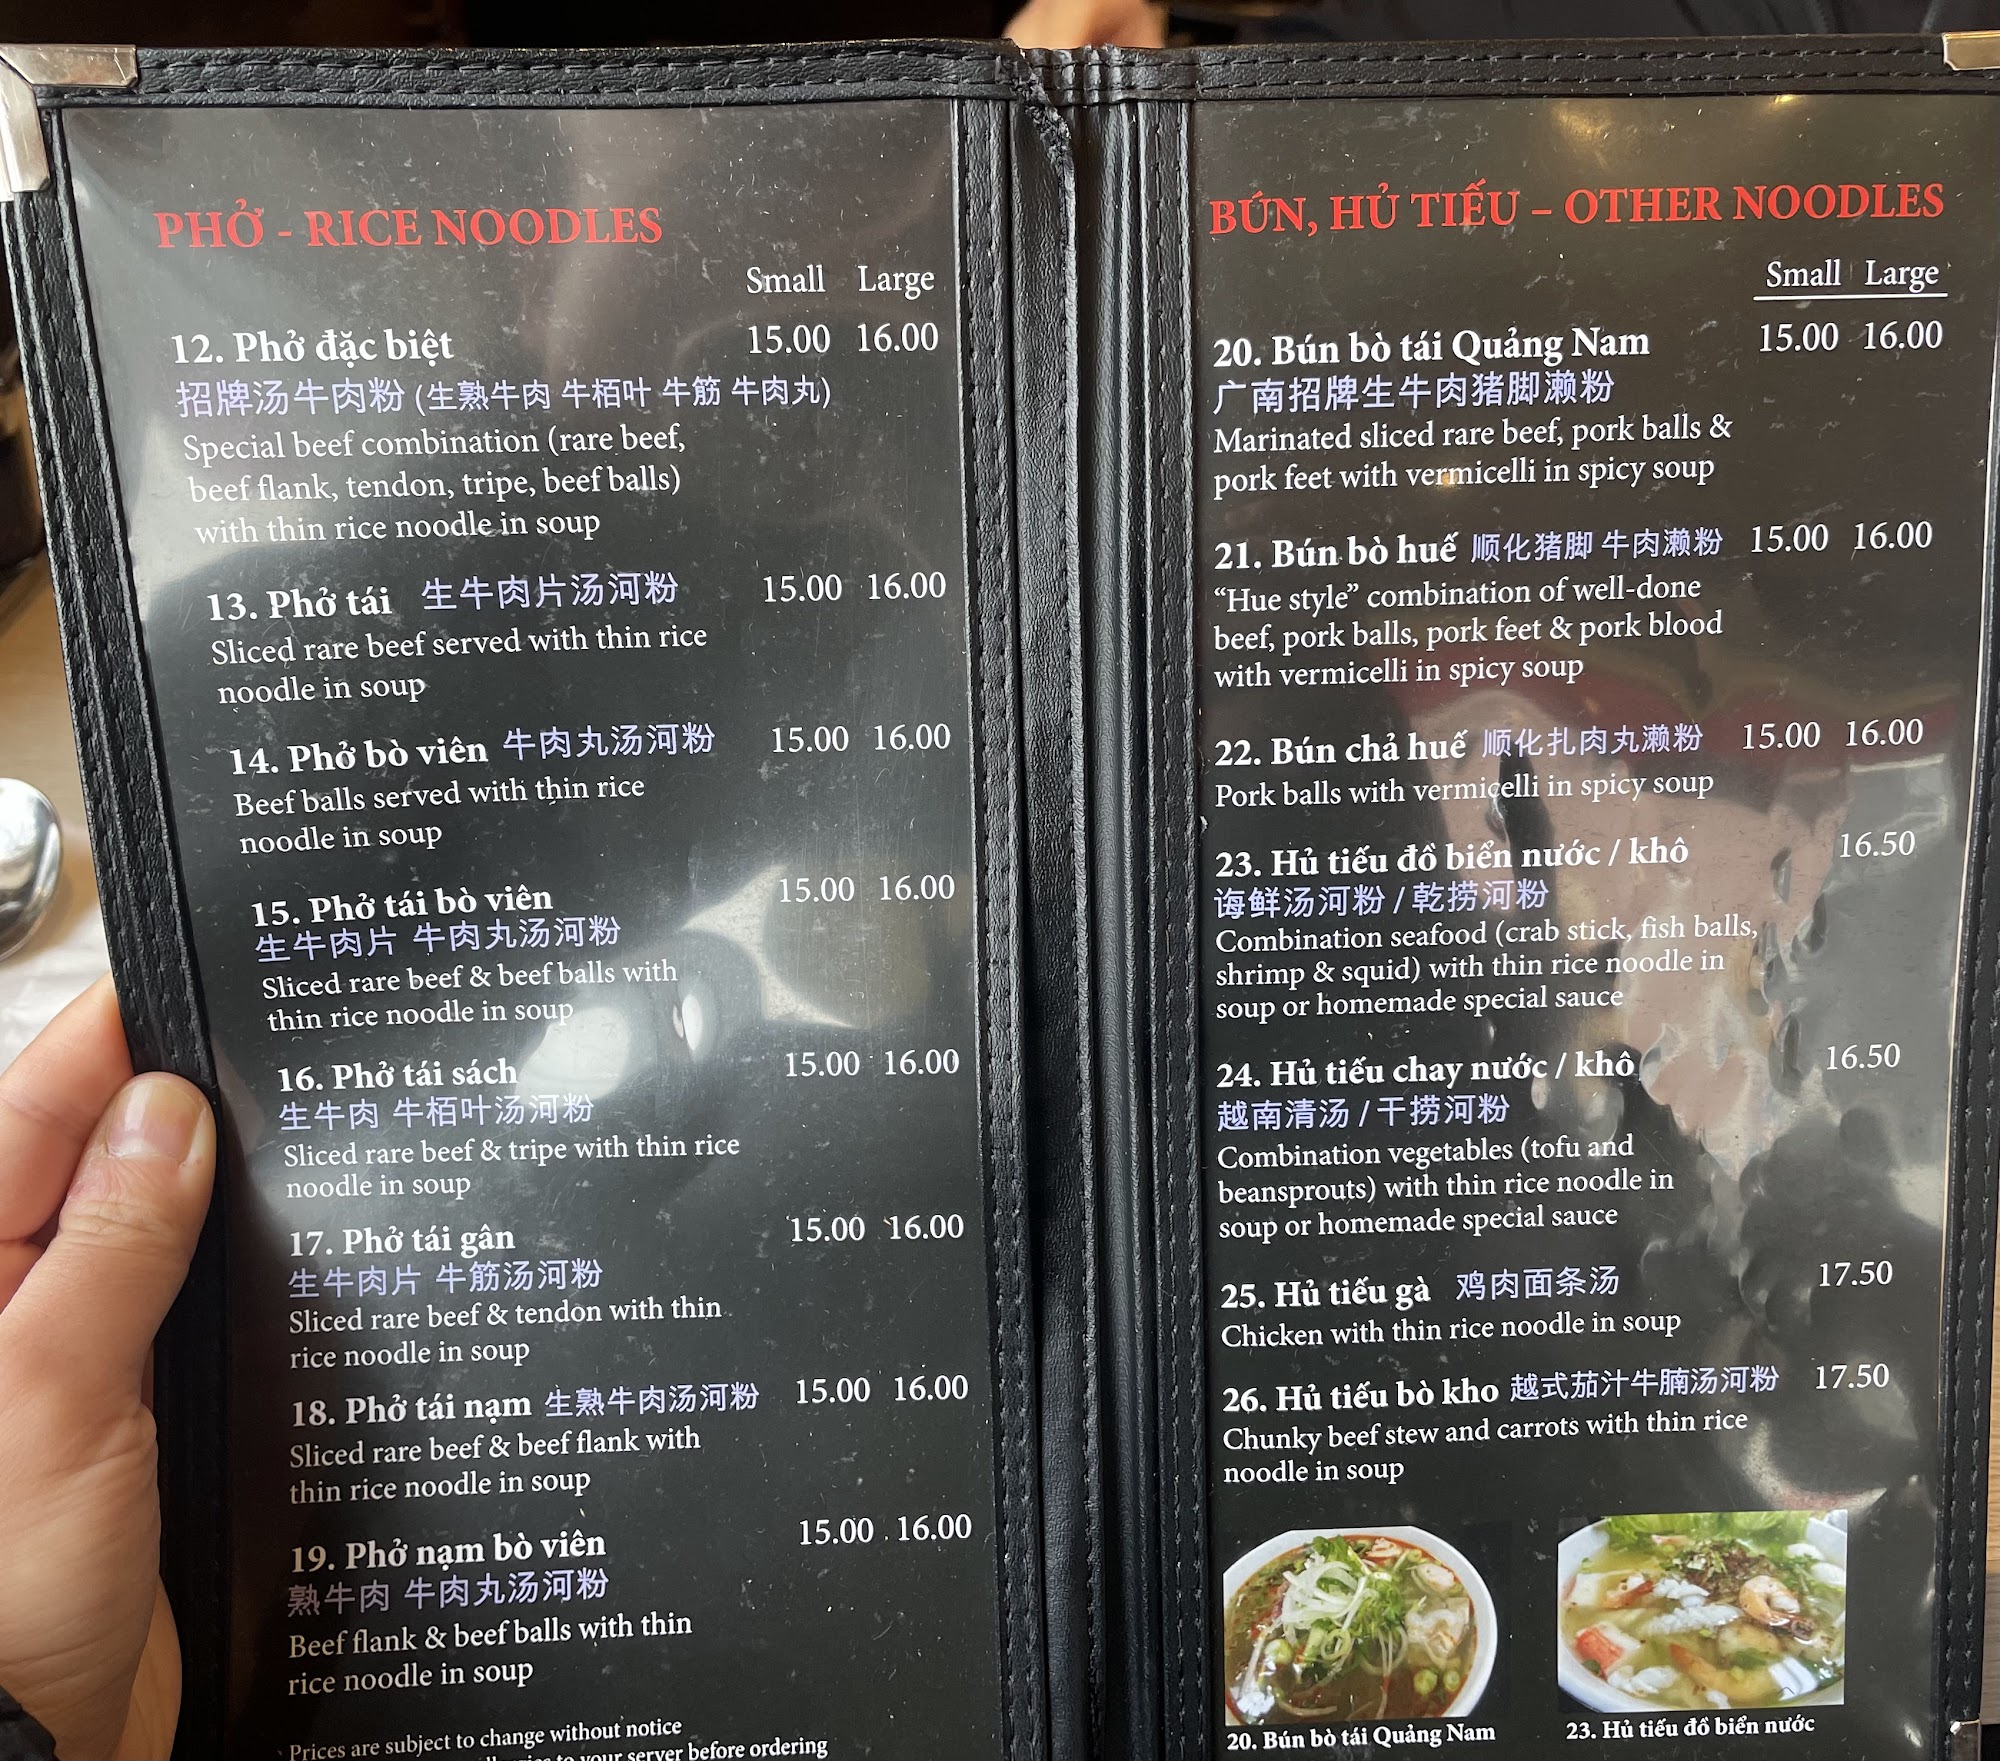 PHỞ - RICE NOODLES
Small Large
12. Phở đặc biệt 15.00 16.00
招牌汤牛肉粉 (生熟牛肉 牛栢叶 牛筋 牛肉丸)
Special beef combination (rare beef,
beef flank, tendon, tripe, beef balls)
with thin rice noodle in soup
13. Phở tái 生牛肉片汤河粉 15.00 16.00
Sliced rare beef served with thin rice
noodle in soup
14. Phở bò viên 牛肉丸汤河粉 15.00 16.00
Beef balls served with thin rice
noodle in soup
15. Phở tái bò viên 15.00 16.00
生牛肉片 牛肉丸汤河粉
Sliced rare beef & beef balls with
thin rice noodle in soup
16. Phở tái sách 15.00 16.00
生牛肉 牛栢叶汤河粉
Sliced rare beef & tripe with thin rice
noodle in soup
17. Phở tái gân 15.00 16.00
生牛肉片 牛筋汤河粉
Sliced rare beef & tendon with thin
rice noodle in soup
18. Phở tái nạm 生熟牛肉汤河粉 15.00 16.00
Sliced rare beef & beef flank with
thin rice noodle in soup
19. Phở nạm bò viên 15.00 16.00
熟牛肉 牛肉丸汤河粉
Beef flank & beef balls with thin
rice noodle in soup
Prices are subject to change without notice
to your server before ordering
BÚN, HỦ TIẾU – OTHER NOODLES
Small Large
20. Bún bò tái Quảng Nam 15.00 16.00
广南招牌生牛肉猪脚濑粉
Marinated sliced rare beef, pork balls &
pork feet with vermicelli in spicy soup
21. Bún bò huế 顺化猪脚 牛肉濑粉 15.00 16.00
“Hue style” combination of well-done
beef, pork balls, pork feet & pork blood
with vermicelli in spicy soup
22. Bún chả huế 顺化扎肉丸濑粉 15.00 16.00
Pork balls with vermicelli in spicy soup
23. Hủ tiếu đồ biển nước / khô 16.50
海鲜汤河粉 / 乾捞河粉
Combination seafood (crab stick, fish balls,
shrimp & squid) with thin rice noodle in
soup or homemade special sauce
24. Hủ tiếu chay nước / khô 16.50
越南清汤 / 干捞河粉
Combination vegetables (tofu and
beansprouts) with thin rice noodle in
soup or homemade special sauce
25. Hủ tiếu gà 鸡肉面条汤 17.50
Chicken with thin rice noodle in soup
26. Hủ tiếu bò kho 越式茄汁牛腩汤河粉 17.50
Chunky beef stew and carrots with thin rice
noodle in soup
20. Bún bò tái Quảng Nam
23. Hủ tiếu đồ biển nước